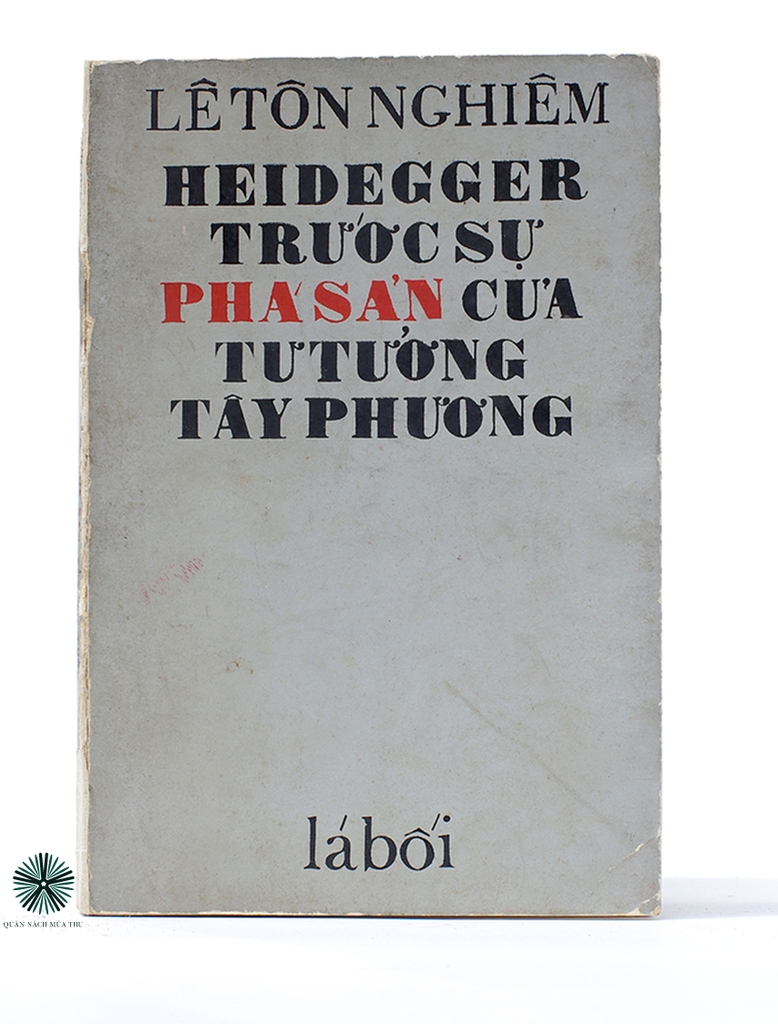 LÊ TÔN NGHIÊM
HEIDEGGER
TRƯỚC SỰ
PHÁ SẢN CỦA
TƯ TƯỞNG
TÂY PHƯƠNG
lá bối
QUÁN SÁCH MÙA THU